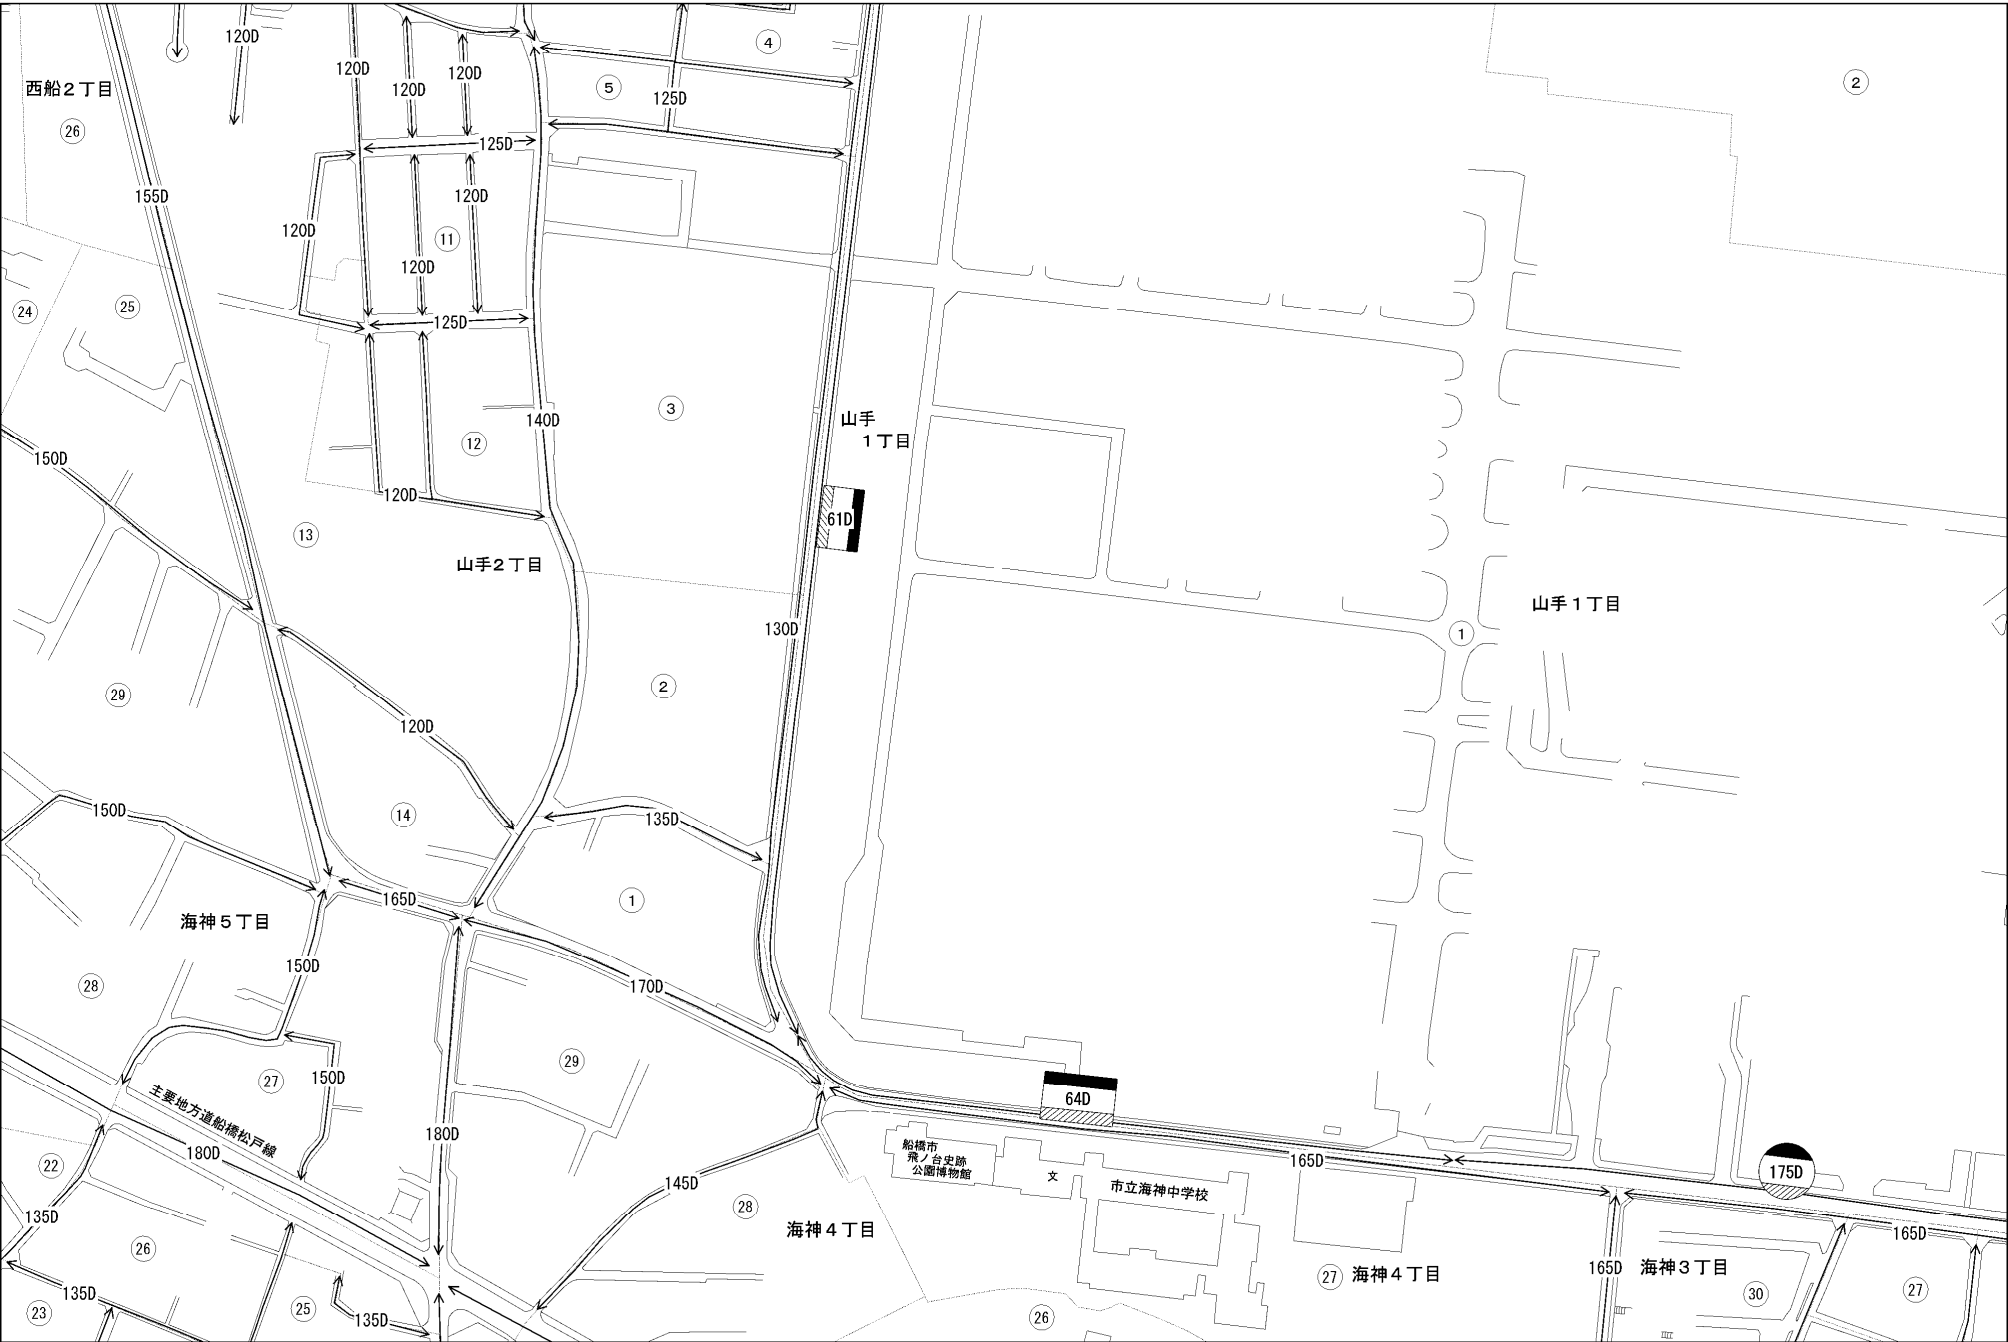 120D
4
2
120D
120D
120D
5
西船２丁目
125D
26
125D
155D
120D
120D
11
120D
25
24
125D
3
山手
１丁目
140D
12
150D
120D
61D
13
山手２丁目
山手１丁目
130D
1
29
2
120D
150D
14
135D
165D
1
海神５丁目
150D
28
170D
29
27
150D
64D
主要地方道船橋松戸線
180D
180D
船橋市
飛ノ台史跡
公園博物館
文
市立海神中学校
165D
175D
22
145D
28
135D
海神４丁目
165D
26
27
海神４丁目
165D
海神３丁目
135D
23
25
135D
26
30
27